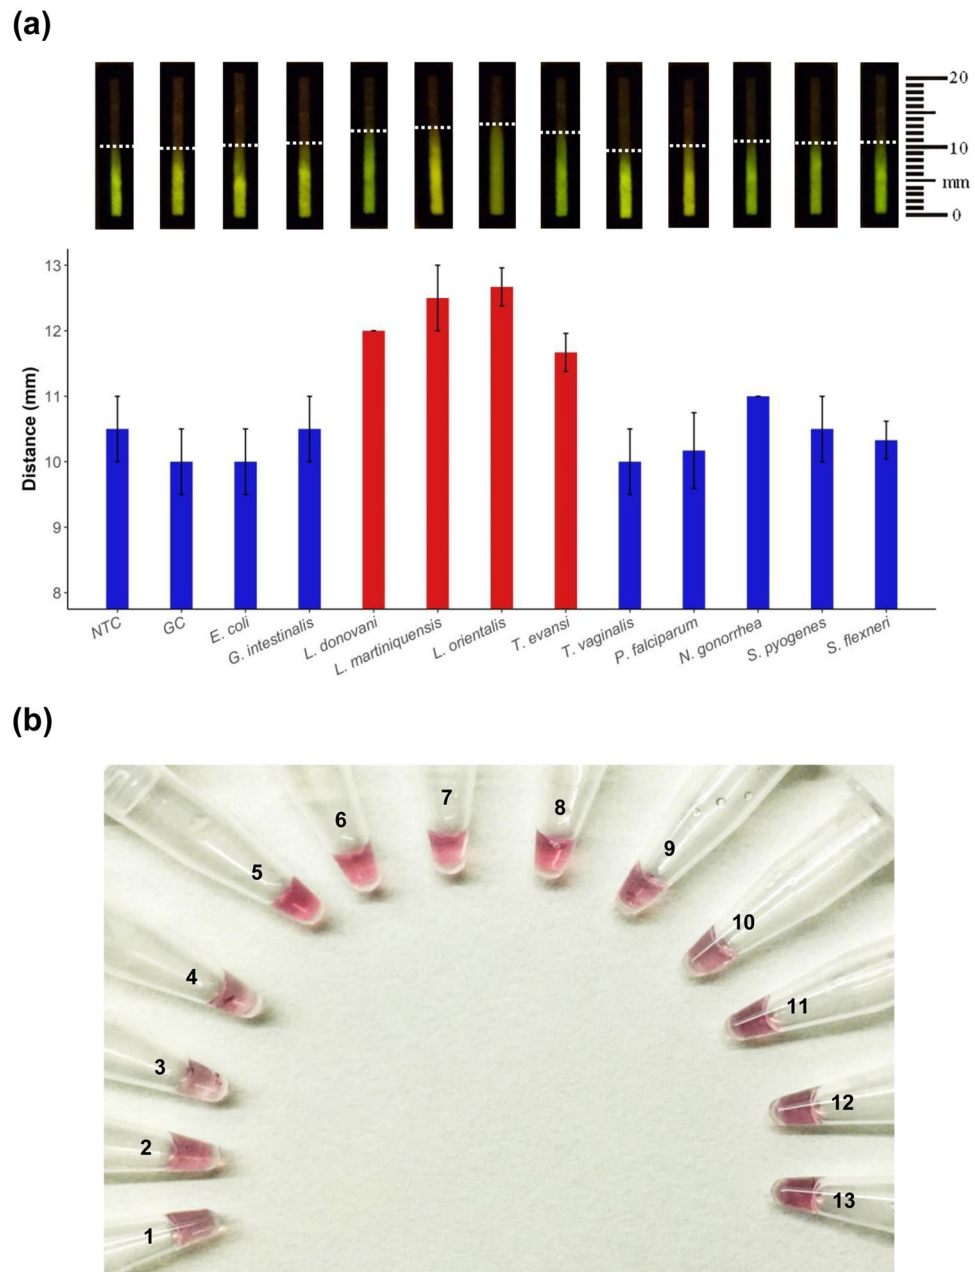 (a)
20
10
mm
0
Distance (mm)
13
12
11
10
9
8
NTC
GC
E. coli
G. intestinalis
L. donovani
L. martiniquensis
L. orientalis
T. evansi
T. vaginalis
P. falciparum
N. gonorrhea
S. pyogenes
S. flexneri
(b)
1
2
3
4
5
6
7
8
9
10
11
12
13